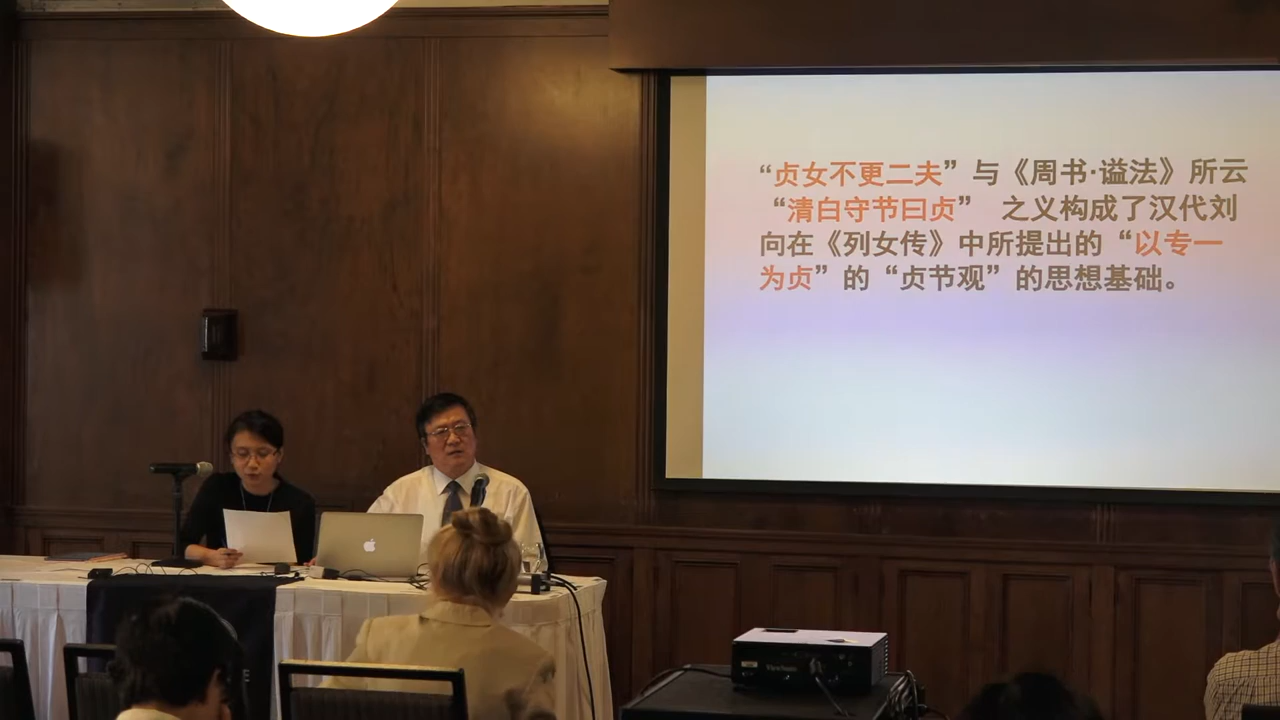 “贞女不更二夫”与《周书·谥法》所云
“清白守节曰贞” 之义构成了汉代刘
向在《列女传》中所提出的“以专一
为贞”的“贞节观”的思想基础。
ViewSonic